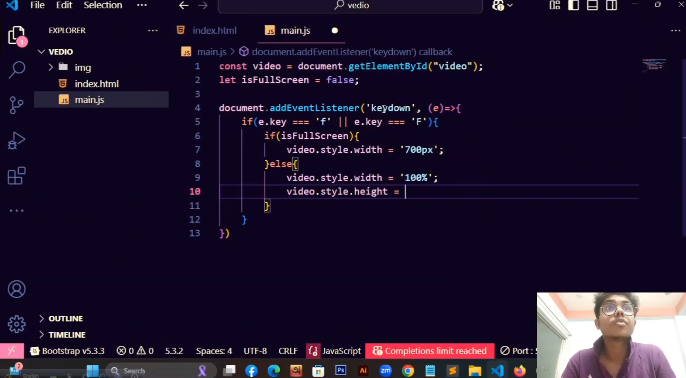 File Edit Selection ··· vedio
EXPLORER ···
index.html
main.js
VEDIO
img
index.html
main.js
main.js > document.addEventListener('keydown') callback
1 const video = document.getElementById("video");
2 let isFullScreen = false;
3
4 document.addEventListener('keydown', (e)=>{
5 if(e.key === 'f' || e.key === 'F'){
6 if(isFullScreen){
7 video.style.width = '700px';
8 }else{
9 video.style.width = '100%';
10 video.style.height =
11 }
12 }
13 })
OUTLINE
TIMELINE
Bootstrap v5.3.3 0 0 5.3.2 Spaces: 4 UTF-8 CRLF JavaScript Completions limit reached Port : 5
Search